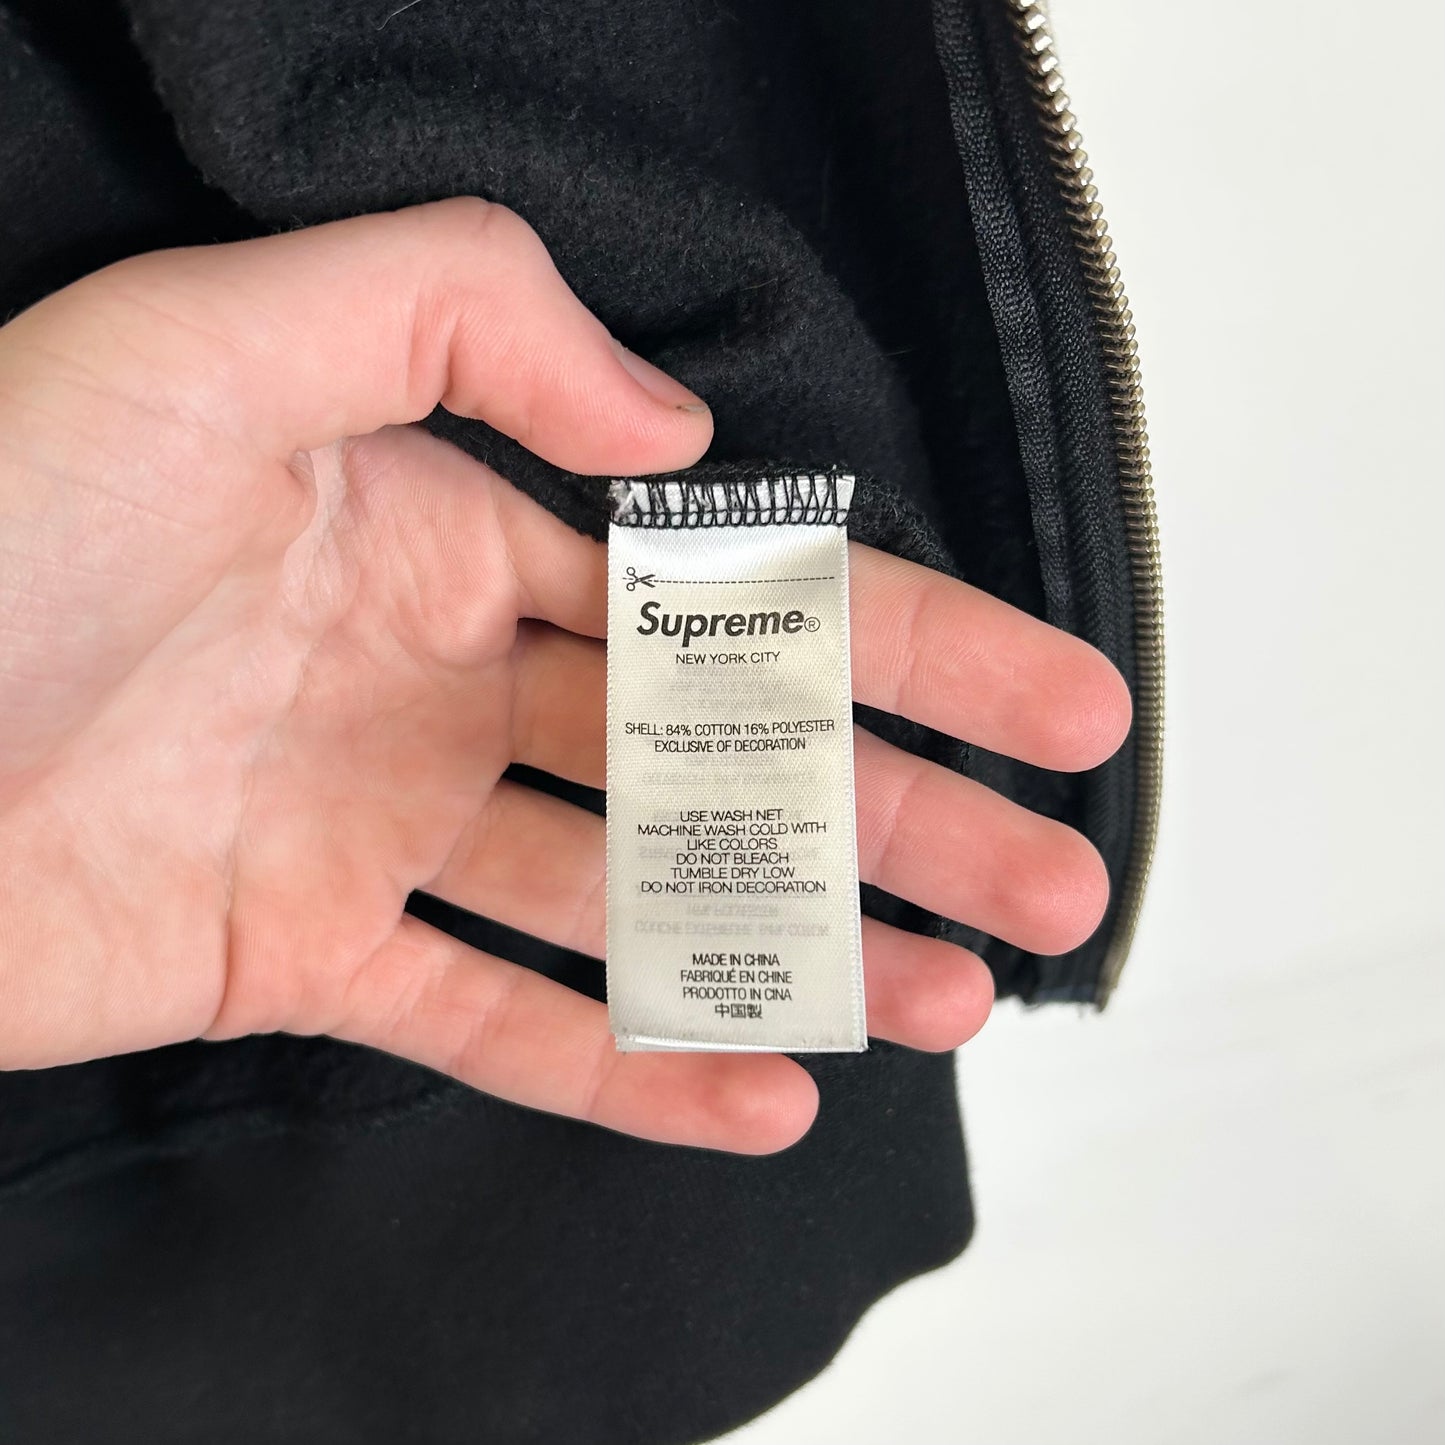 Supreme®
NEW YORK CITY
SHELL: 84% COTTON 16% POLYESTER
EXCLUSIVE OF DECORATION
USE WASH NET
MACHINE WASH COLD WITH
LIKE COLORS
DO NOT BLEACH
TUMBLE DRY LOW
DO NOT IRON DECORATION
MADE IN CHINA
FABRIQUÉ EN CHINE
PRODOTTO IN CINA
中国製